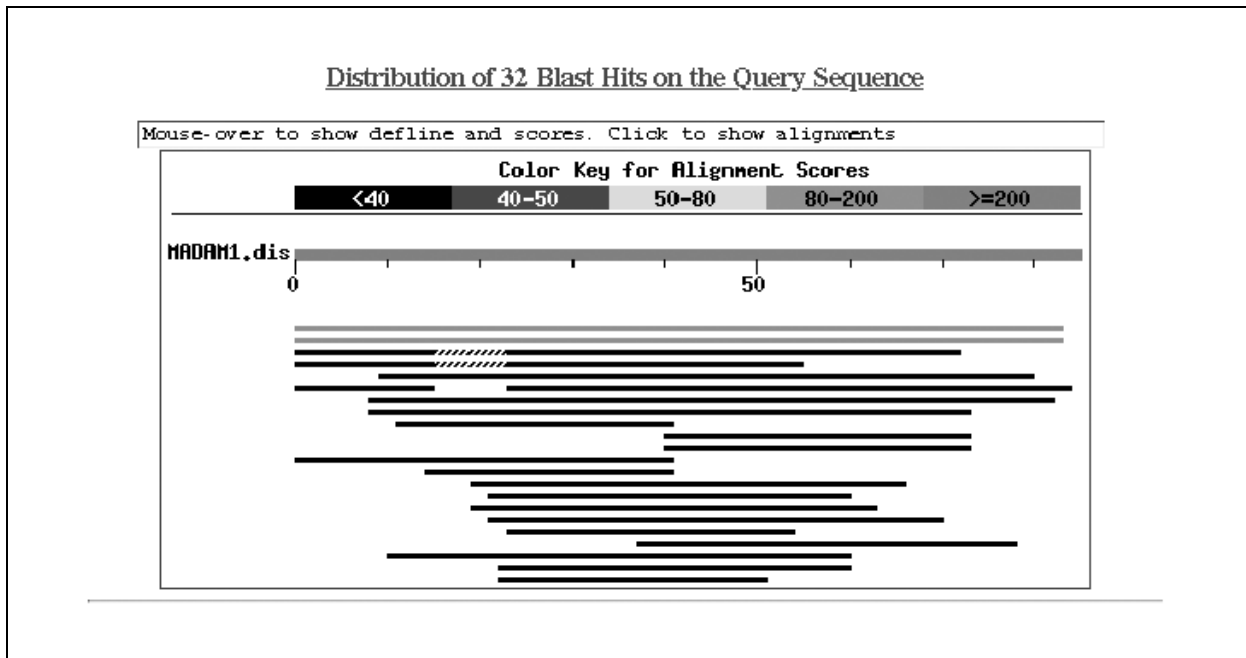 Distribution of 32 Blast Hits on the Query Sequence
Mouse-over to show defline and scores. Click to show alignments
Color Key for Alignment Scores
<40 40-50 50-80 80-200 >=200
MADAM1.dis
0 50